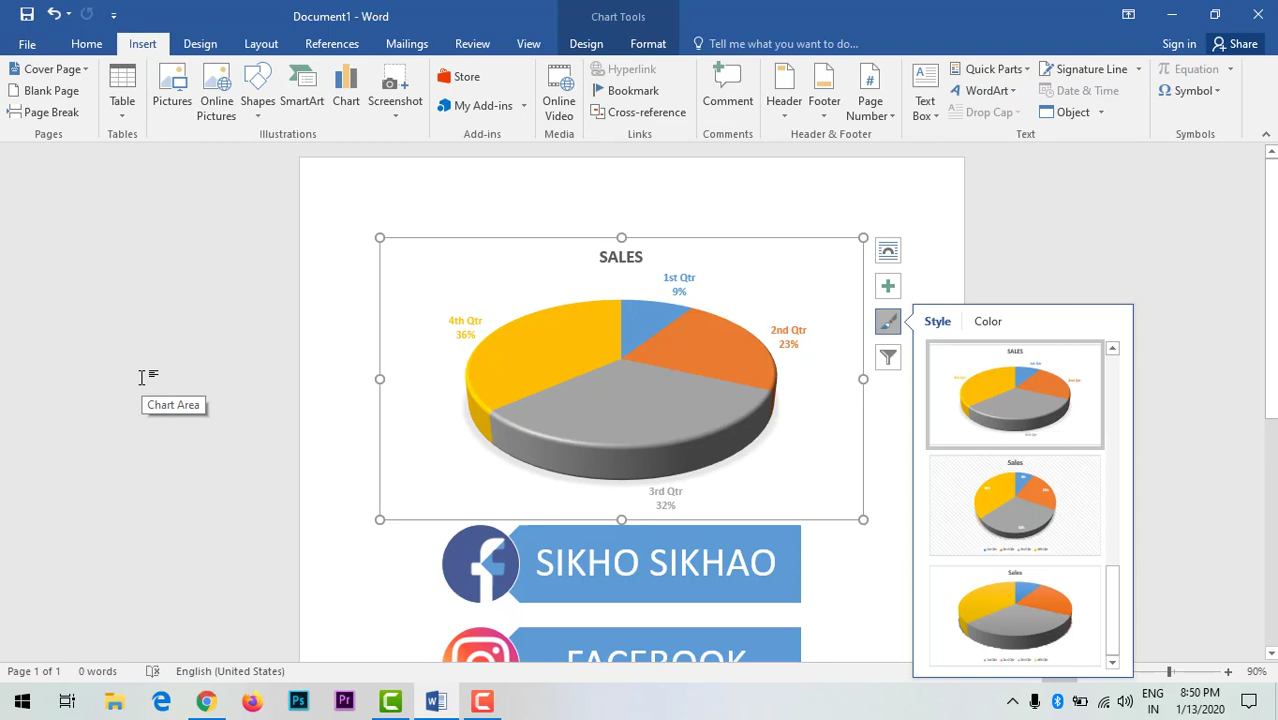 Document1 - Word
Chart Tools
File Home Insert Design Layout References Mailings Review View Design Format Tell me what you want to do... Sign in Share
Cover Page
Blank Page
Page Break
Pages
Table
Tables
Pictures
Online Pictures
Shapes
SmartArt
Chart
Screenshot
Illustrations
Store
My Add-ins
Add-ins
Online Video
Media
Hyperlink
Bookmark
Cross-reference
Links
Comment
Comments
Header
Footer
Page Number
Header & Footer
Text Box
Quick Parts
WordArt
Drop Cap
Signature Line
Date & Time
Object
Text
Equation
Symbol
Symbols
SALES
1st Qtr
9%
2nd Qtr
23%
3rd Qtr
32%
4th Qtr
36%
Chart Area
SIKHO SIKHAO
FACEBOOK
Style Color
SALES
Sales
Sales
Page 1 of 1 0 words English (United States) 90%
Ps Pr
ENG
IN
8:50 PM
1/13/2020